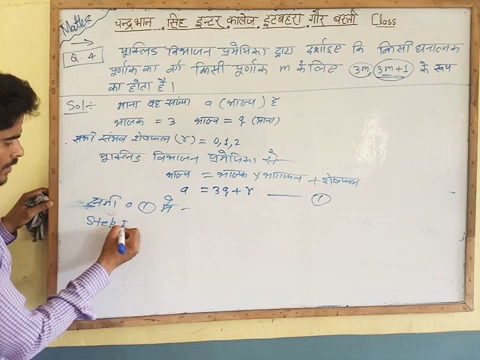 Maths
चन्द्रभान सिंह इन्टर कालेज इटबहरा गौर बस्ती Class
Q.4 यूक्लिड विभाजन प्रमेयिका द्वारा दर्शाइए कि किसी धनात्मक
पूर्णांक का वर्ग किसी पूर्णांक m के लिए 3m, 3m+1 के रूप
का होता है।
Sol÷ माना वह संख्या a (भाज्य) है
भाजक = 3 भाज्य = q (माना)
सभी संभव शेषफल (r) = 0,1,2
यूक्लिड विभाजन प्रमेयिका से
भाज्य = भाजक × भागफल + शेषफल
a = 3q+r ①
समी० ① में -
Step I